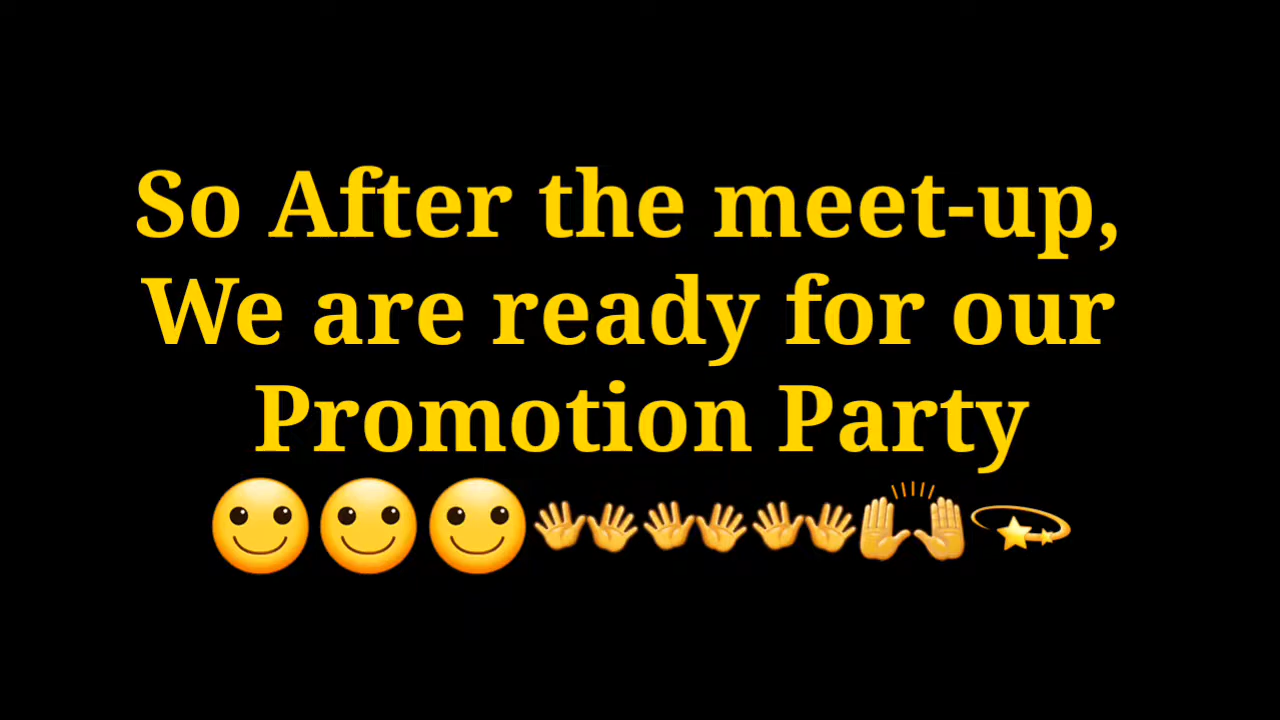 So After the meet-up,
We are ready for our
Promotion Party
🙂🙂🙂👐👐👐🙌💫